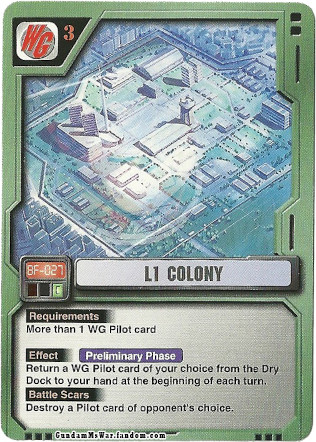 WG 3
BF-027
L1 COLONY
C
Requirements
More than 1 WG Pilot card
Effect Preliminary Phase
Return a WG Pilot card of your choice from the Dry
Dock to your hand at the beginning of each turn.
Battle Scars
Destroy a Pilot card of opponent's choice.
GundamMsWar.fandom.com